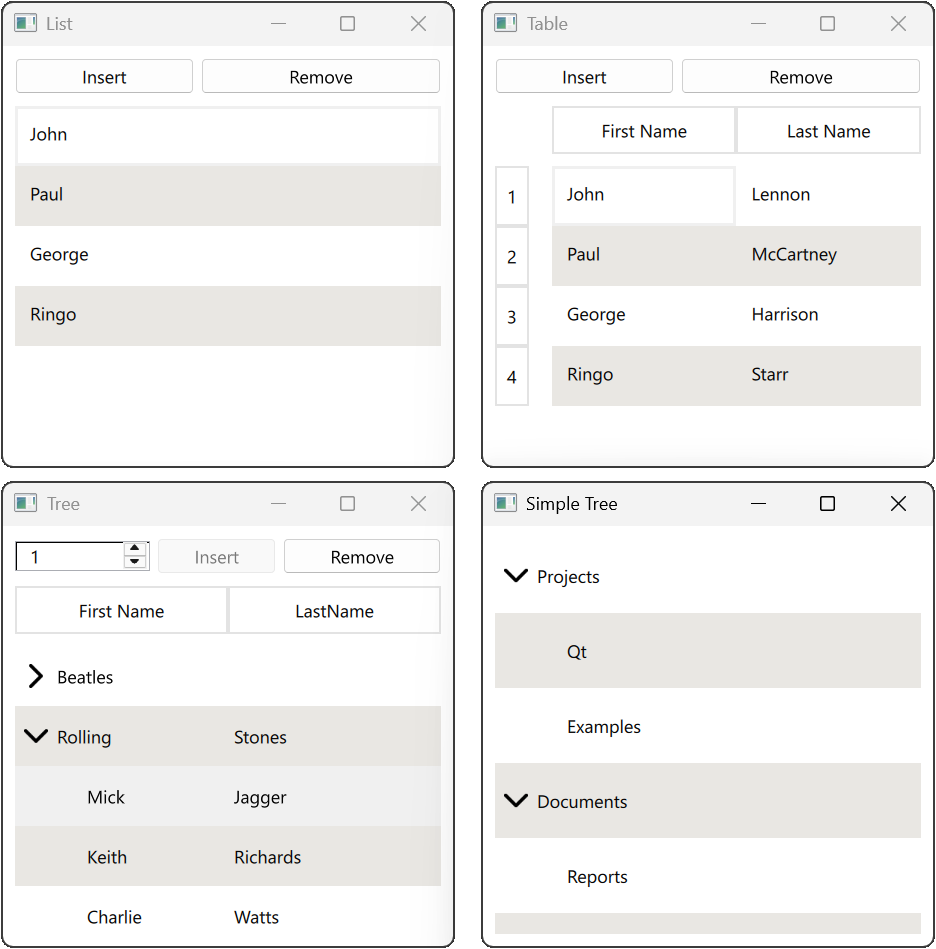 List
Insert Remove
John
Paul
George
Ringo
Table
Insert Remove
First Name Last Name
1 John Lennon
2 Paul McCartney
3 George Harrison
4 Ringo Starr
Tree
1 Insert Remove
First Name LastName
Beatles
Rolling Stones
Mick Jagger
Keith Richards
Charlie Watts
Simple Tree
Projects
Qt
Examples
Documents
Reports